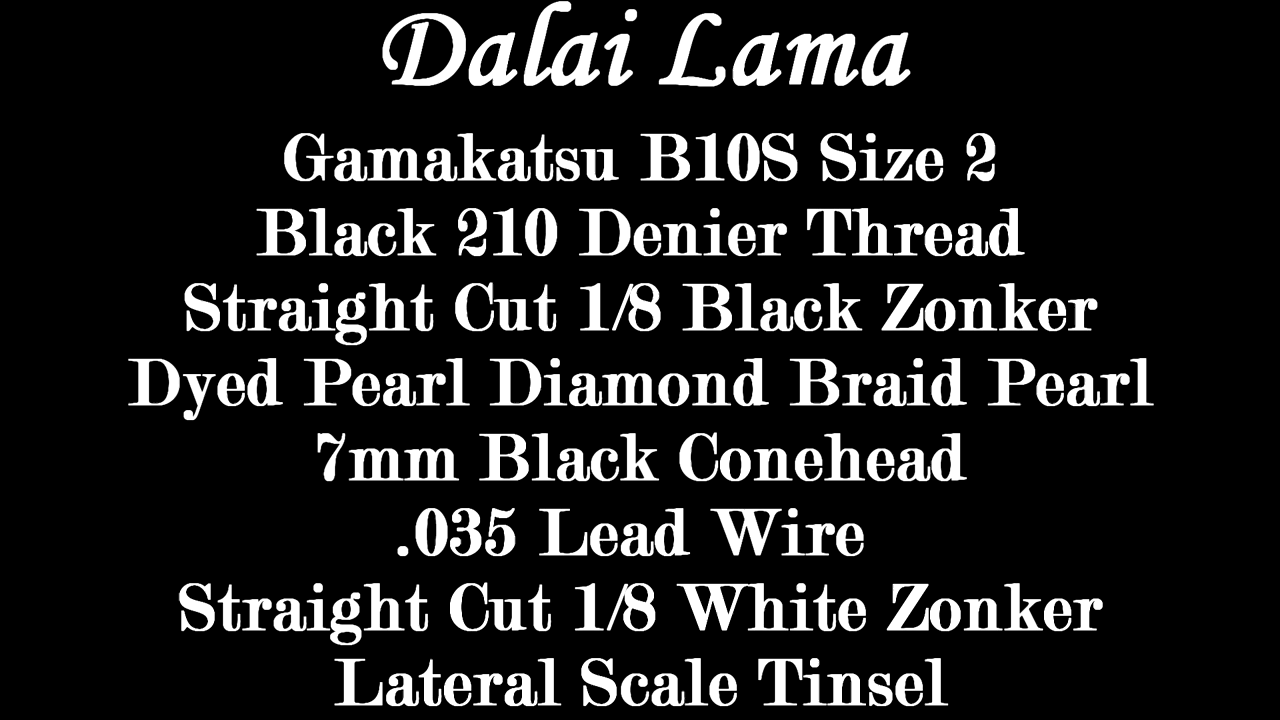 Dalai Lama
Gamakatsu B10S Size 2
Black 210 Denier Thread
Straight Cut 1/8 Black Zonker
Dyed Pearl Diamond Braid Pearl
7mm Black Conehead
.035 Lead Wire
Straight Cut 1/8 White Zonker
Lateral Scale Tinsel